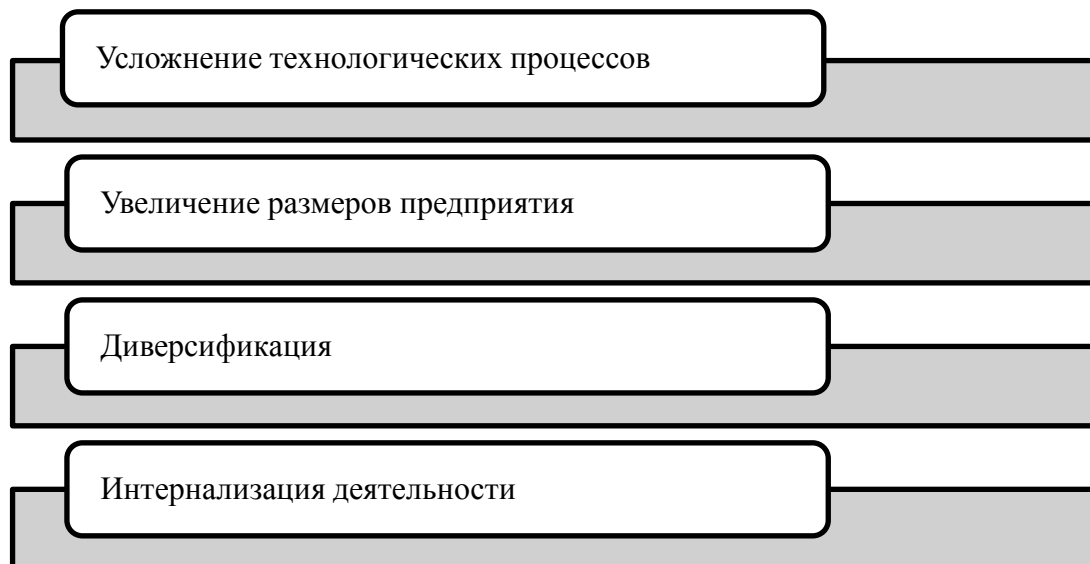 Усложнение технологических процессов
Увеличение размеров предприятия
Диверсификация
Интернализация деятельности